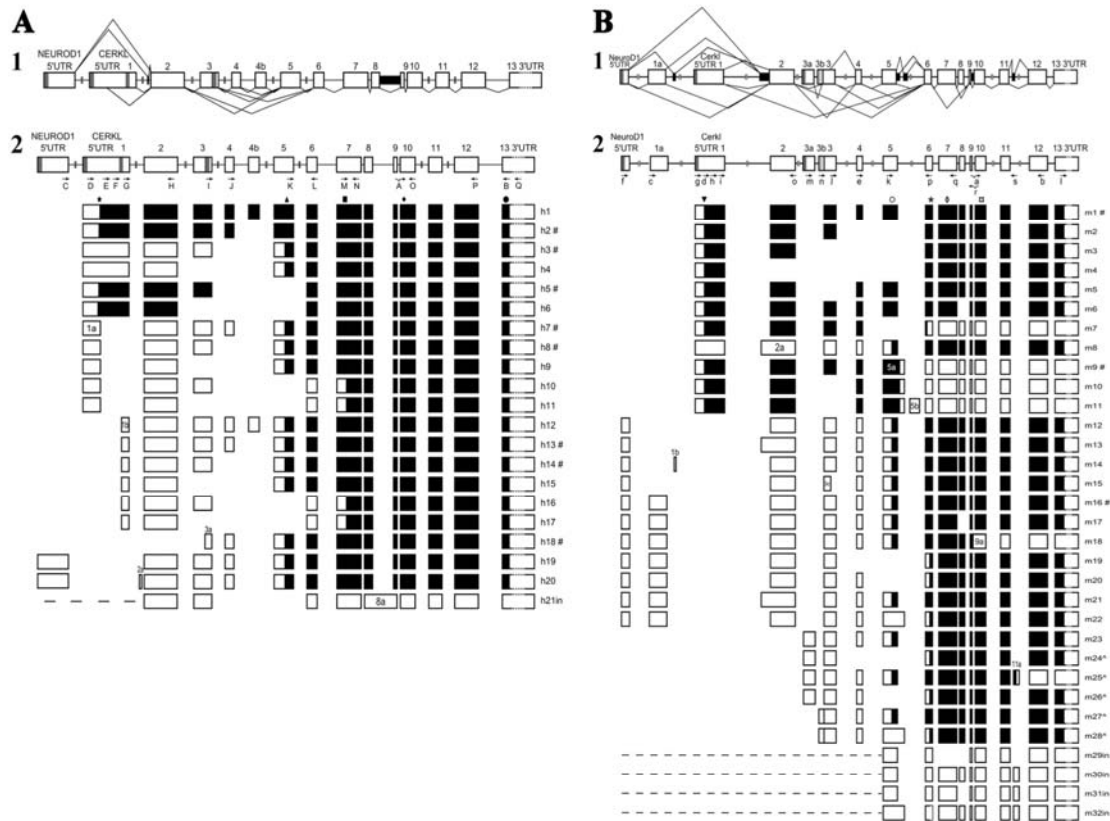 A
1
NEUROD1
5'UTR
CERKL
5'UTR 1 2 3 4 4b 5 6 7 8 9 10 11 12 13 3'UTR
2
NEUROD1
5'UTR
CERKL
5'UTR 1 2 3 4 4b 5 6 7 8 9 10 11 12 13 3'UTR
C D E F G H I J K L M N A O P B Q
h1
h2 #
h3 #
h4
h5 #
h6
1a h7 #
h8 #
h9
h10
h11
h12
h13 #
h14 #
h15
h16
h17
3a h18 #
h19
h20
8a h21in
B
1
NeuroD1
5'UTR 1a
Cerkl
5'UTR 1 2 3a 3b 3 4 5 6 7 8 9 10 11 12 13 3'UTR
2
NeuroD1
5'UTR 1a
Cerkl
5'UTR 1 2 3a 3b 3 4 5 6 7 8 9 10 11 12 13 3'UTR
f c g d h i o m n j e k p q a r s b l
m1 #
m2
m3
m4
m5
m6
m7
2a m8
5a m9 #
m10
5b m11
m12
m13
1b m14
m15
m16 #
m17
9a m18
m19
m20
m21
m22
m23
m24^
11a m25^
m26^
m27^
m28^
m29in
m30in
m31in
m32in